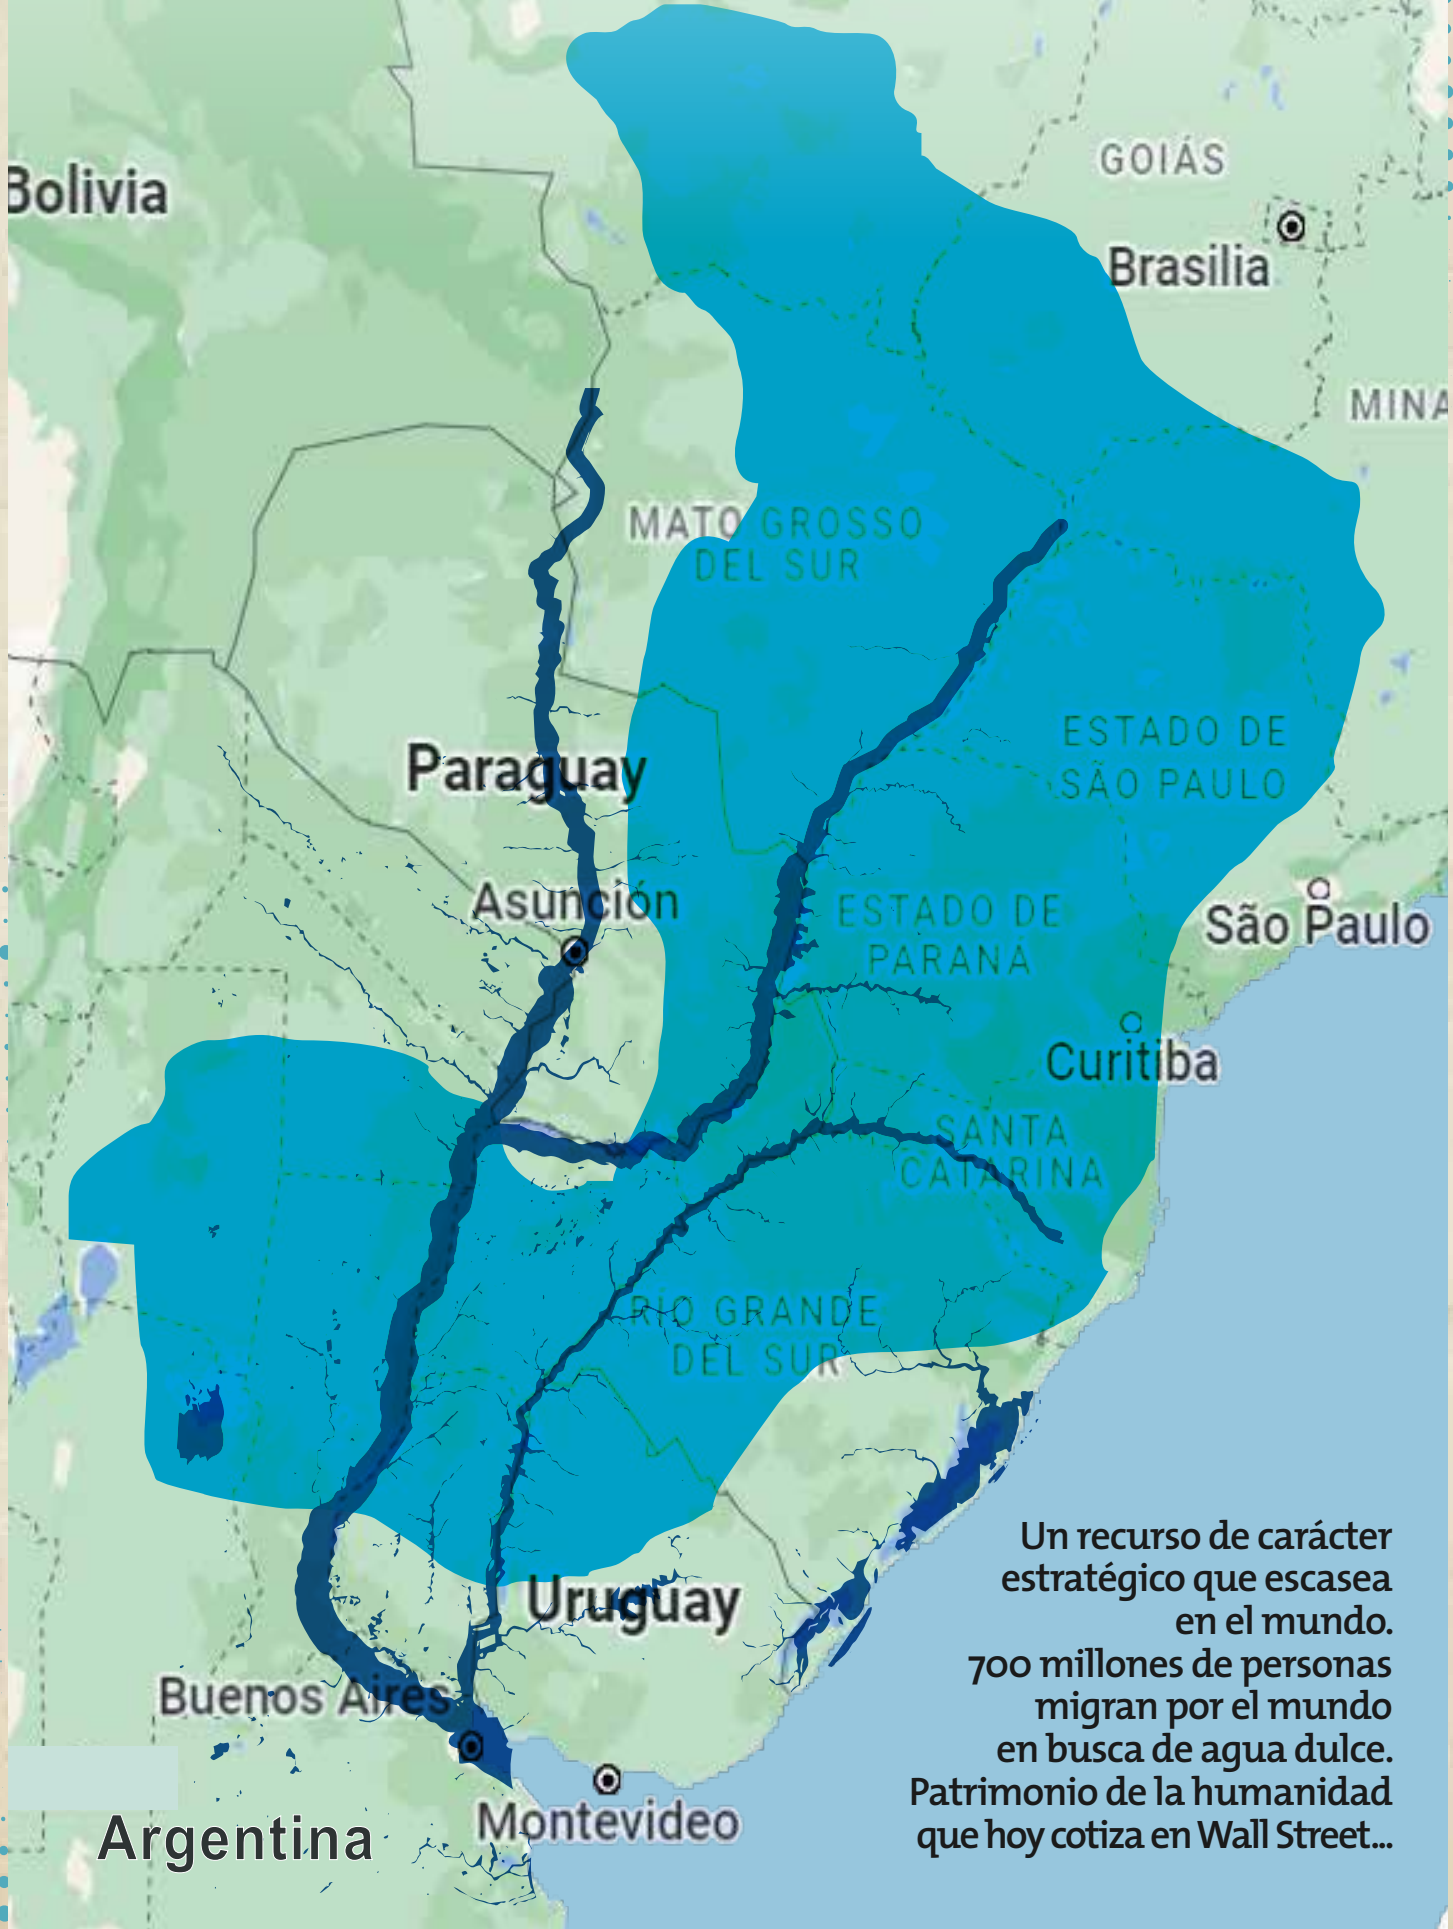 GOIÁS
Bolivia
Brasilia
MINA
MATO GROSSO
DEL SUR
ESTADO DE
SÃO PAULO
Paraguay
Asunción
ESTADO DE
PARANÁ
São Paulo
Curitiba
SANTA
CATARINA
RÍO GRANDE
DEL SUR
Un recurso de carácter
estratégico que escasea
en el mundo.
700 millones de personas
migran por el mundo
en busca de agua dulce.
Patrimonio de la humanidad
que hoy cotiza en Wall Street...
Uruguay
Buenos Aires
Montevideo
Argentina